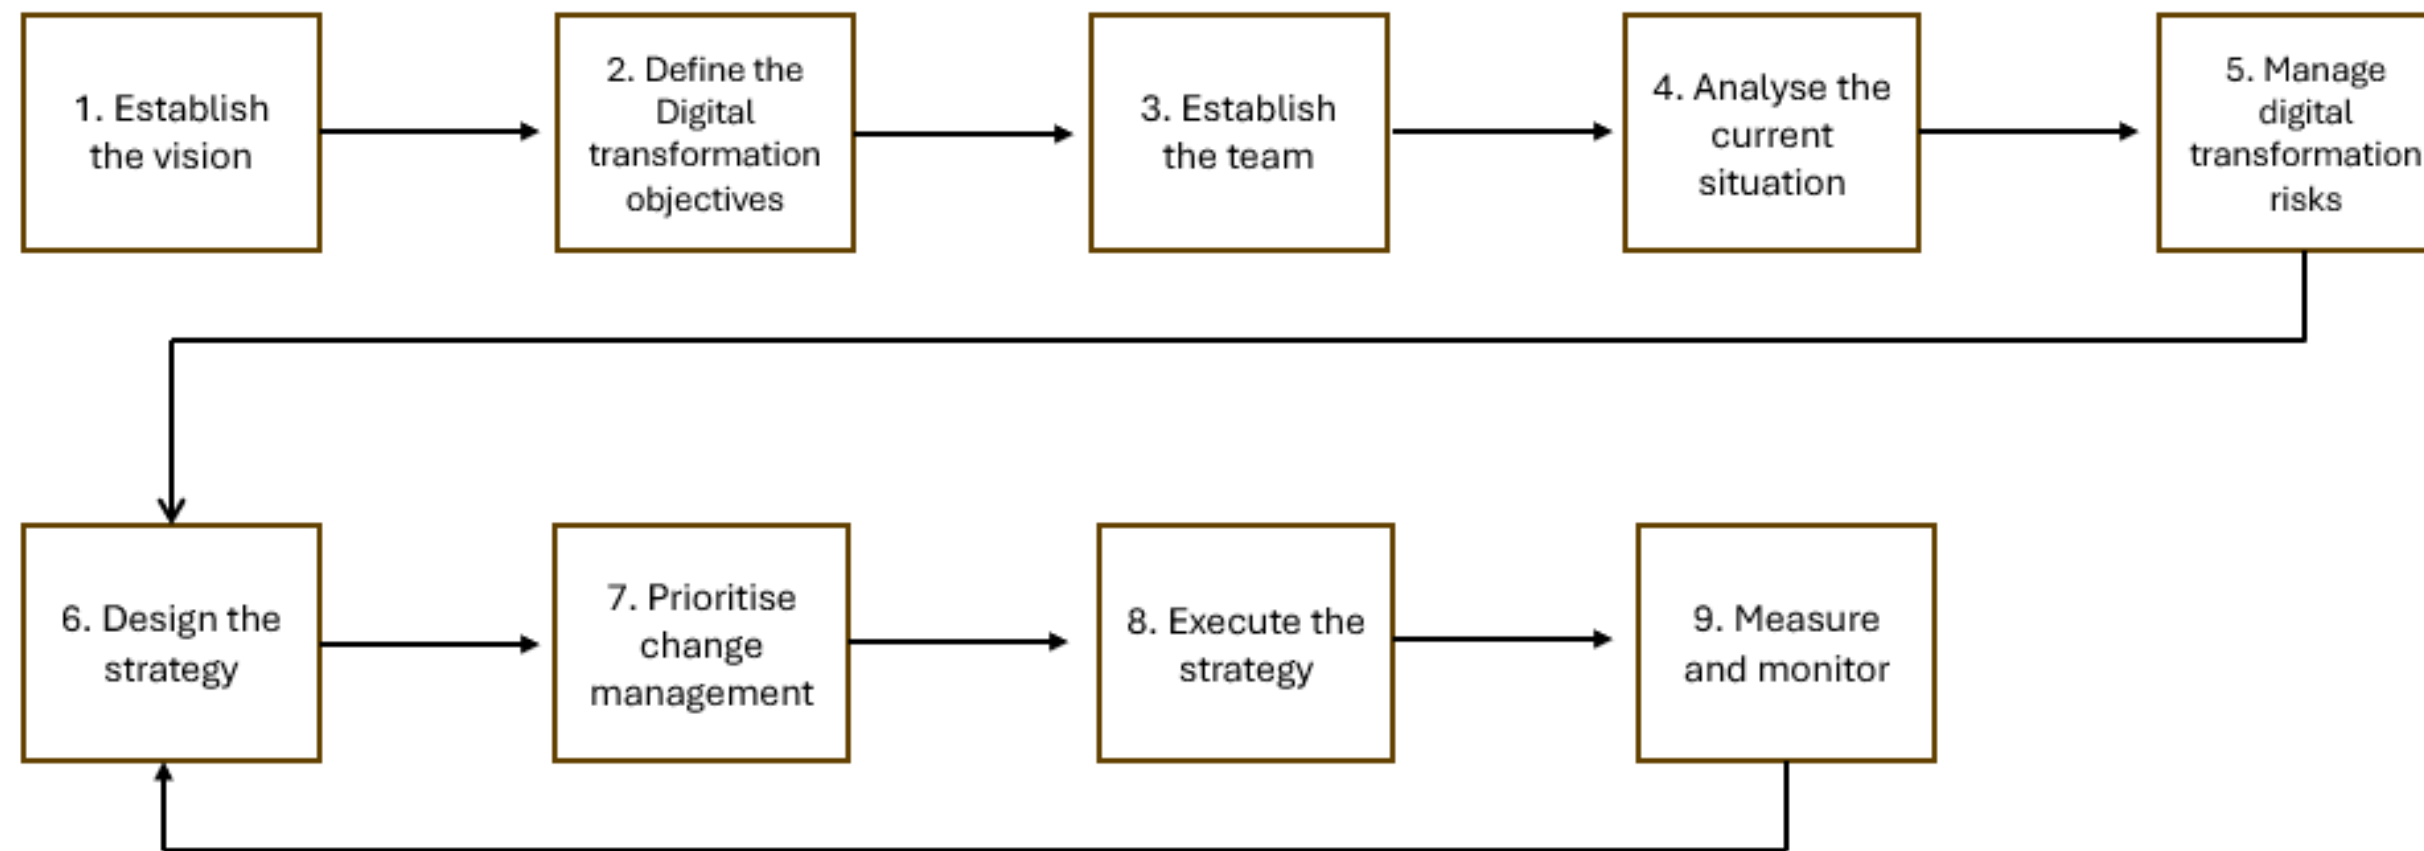 1. Establish
the vision
2. Define the
Digital
transformation
objectives
3. Establish
the team
4. Analyse the
current
situation
5. Manage
digital
transformation
risks
6. Design the
strategy
7. Prioritise
change
management
8. Execute the
strategy
9. Measure
and monitor